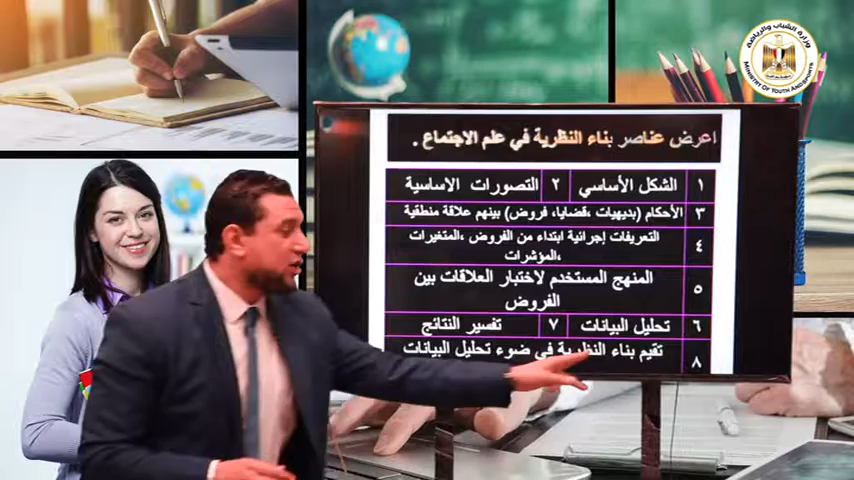 وزارة الشباب والرياضة
MINISTRY OF YOUTH AND SPORTS
اعرض عناصر بناء النظرية في علم الاجتماع .
١ الشكل الأساسي ٢ التصورات الاساسية
٣ الأحكام (بديهيات ،قضايا، فروض) بينهم علاقة منطقية
٤ التعريفات إجرائية ابتداء من الفروض ،المتغيرات
،المؤشرات
٥ المنهج المستخدم لاختبار العلاقات بين
الفروض
٦ تحليل البيانات ٧ تفسير النتائج
٨ تقيم بناء النظرية في ضوء تحليل البيانات